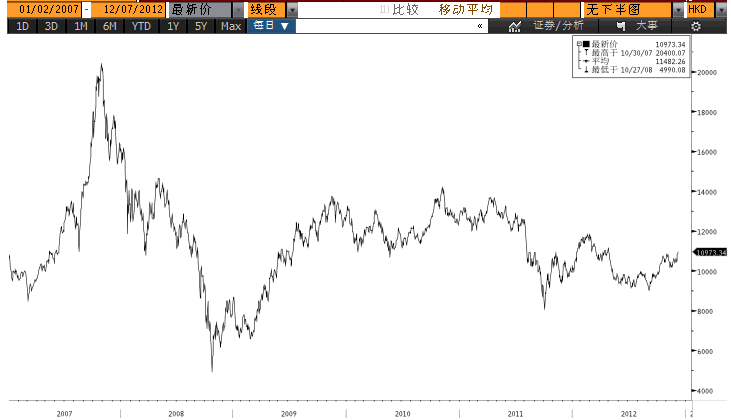 01/02/2007 - 12/07/2012 最新价 线段 比较 移动平均 无下半图 HKD
1D 3D 1M 6M YTD 1Y 5Y Max 每日 ▼ « 证券/分析 大事
最新价 10973.34
最高于 10/30/07 20400.07
平均 11482.26
最低于 10/27/08 4990.08
20000
18000
16000
14000
12000
10973.34
10000
8000
6000
4000
2007 2008 2009 2010 2011 2012